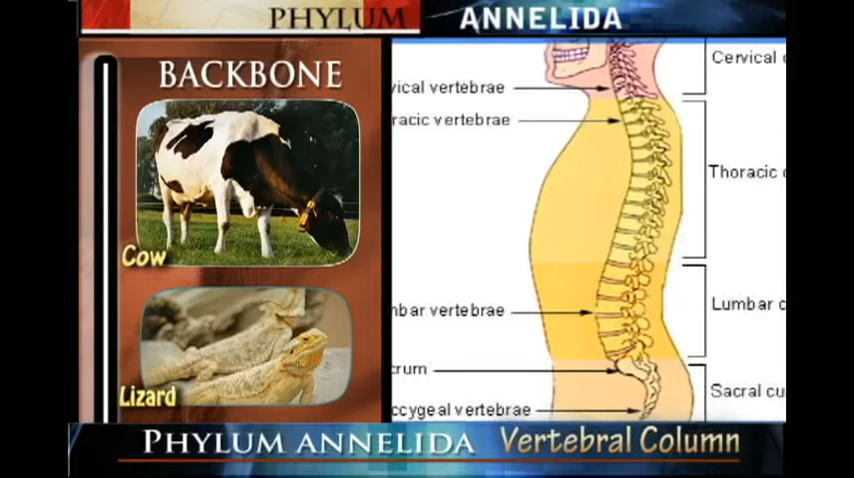 PHYLUM ANNELIDA
BACKBONE
Cow
Lizard
vical vertebrae
racic vertebrae
nbar vertebrae
crum
ccygeal vertebrae
Cervical c
Thoracic
Lumbar c
Sacral cu
PHYLUM ANNELIDA Vertebral Column